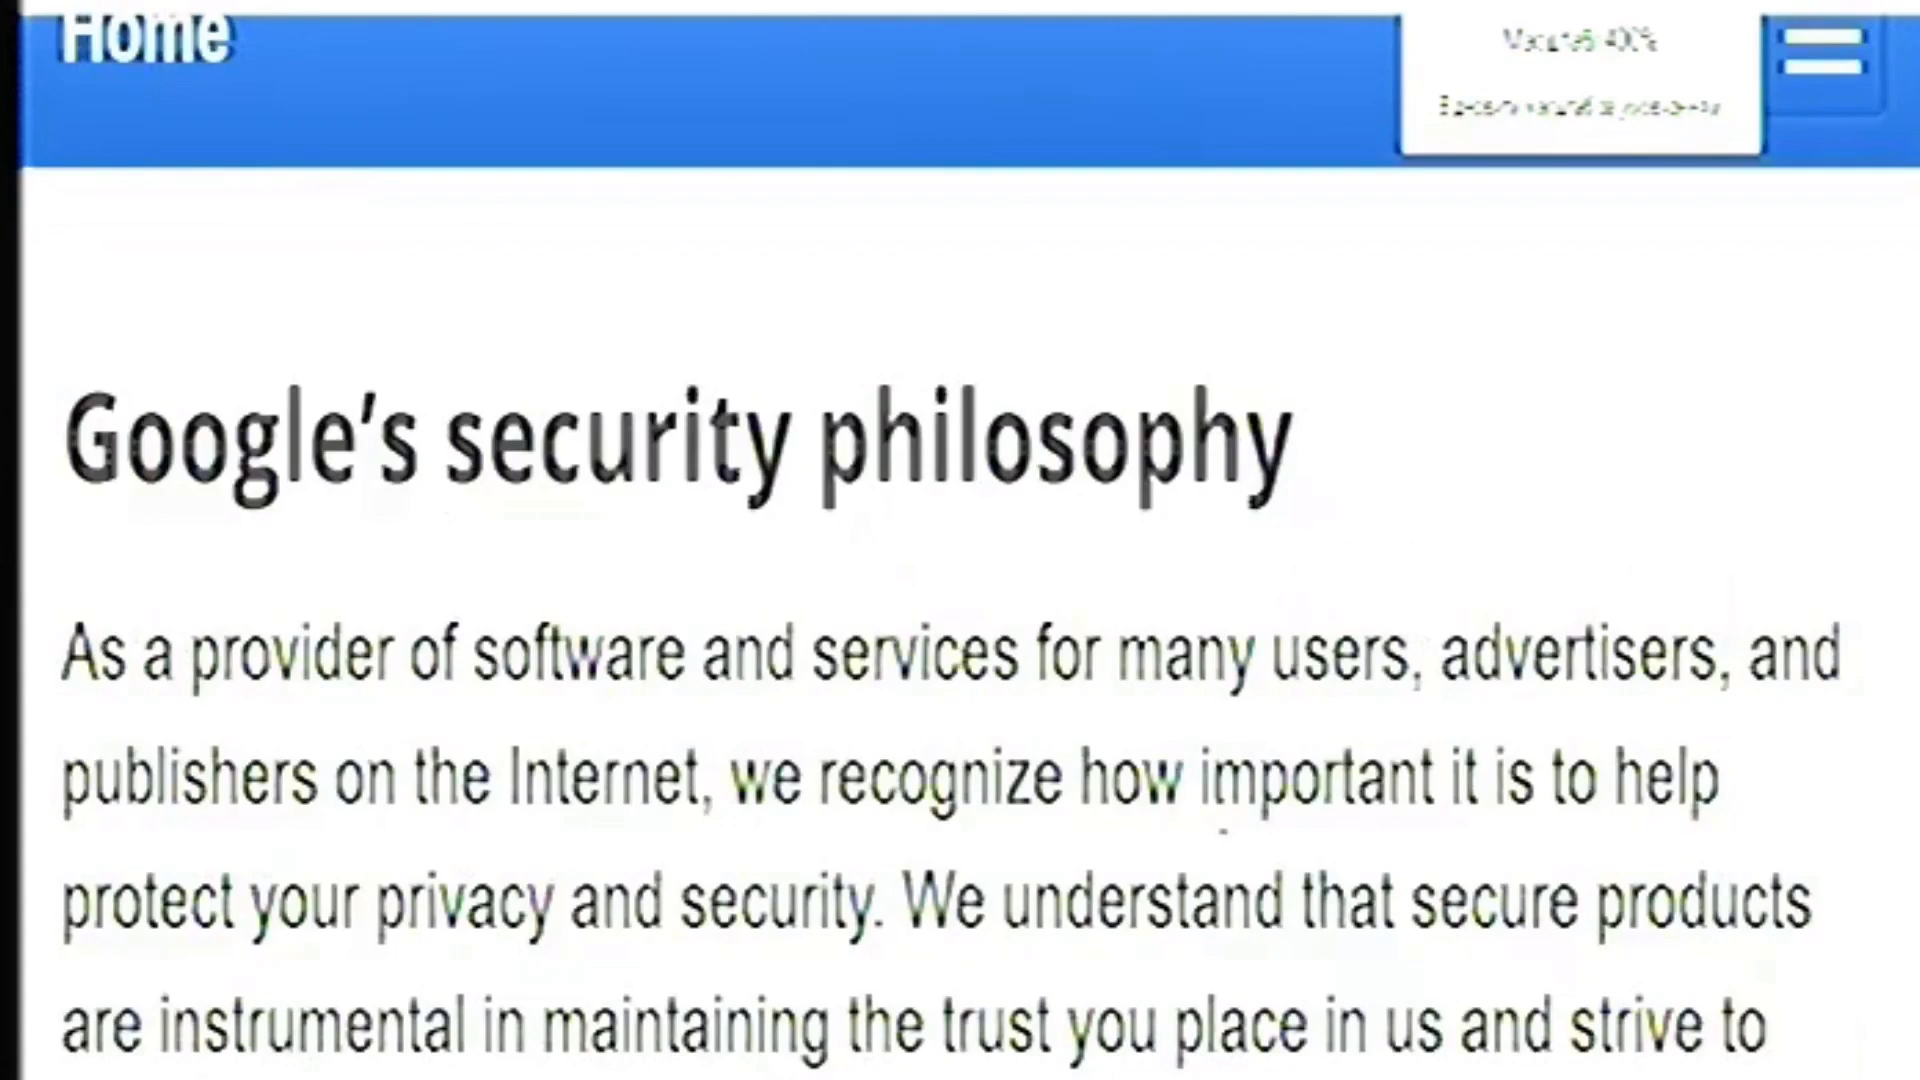 Home
Масштаб: 400%
Google’s security philosophy
As a provider of software and services for many users, advertisers, and
publishers on the Internet, we recognize how important it is to help
protect your privacy and security. We understand that secure products
are instrumental in maintaining the trust you place in us and strive to